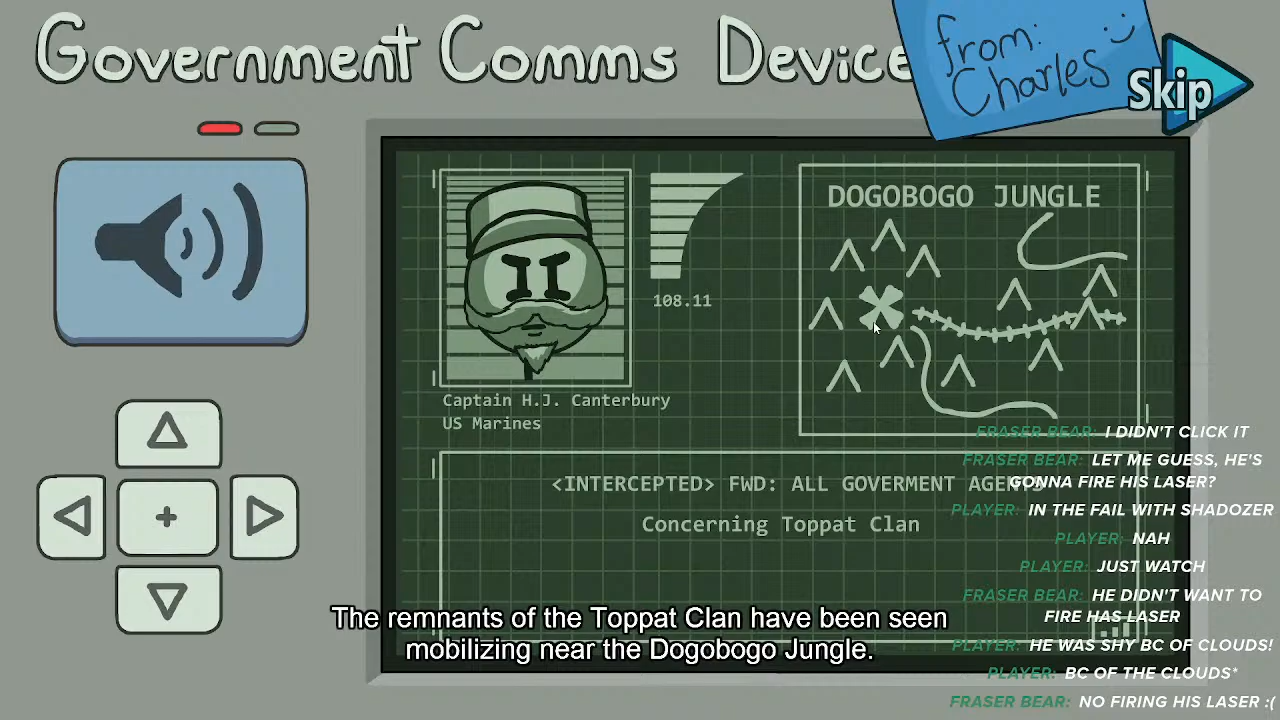 Government Comms Device
from:
Charles :)
Skip
DOGOBOGO JUNGLE
108.11
Captain H.J. Canterbury
US Marines
<INTERCEPTED> FWD: ALL GOVERMENT AGENTS
Concerning Toppat Clan
The remnants of the Toppat Clan have been seen
mobilizing near the Dogobogo Jungle.
FRASER BEAR: I DIDN'T CLICK IT
FRASER BEAR: LET ME GUESS, HE'S
GONNA FIRE HIS LASER?
PLAYER: IN THE FAIL WITH SHADOZER
PLAYER: NAH
PLAYER: JUST WATCH
FRASER BEAR: HE DIDN'T WANT TO
FIRE HAS LASER
PLAYER: HE WAS SHY BC OF CLOUDS!
PLAYER: BC OF THE CLOUDS*
FRASER BEAR: NO FIRING HIS LASER :(